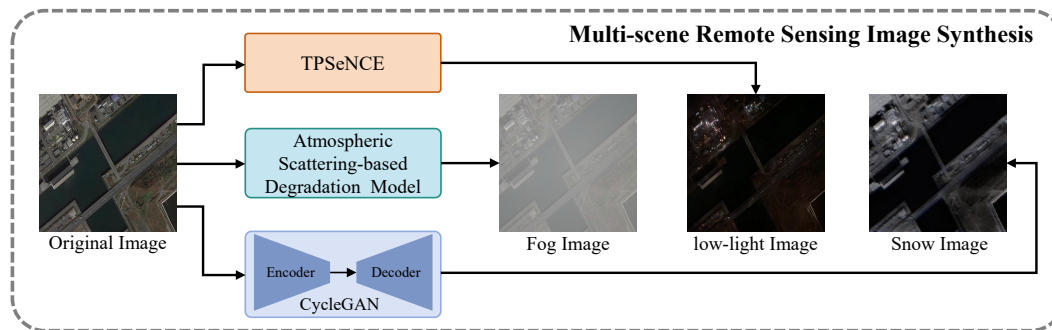 Multi-scene Remote Sensing Image Synthesis
TPSeNCE
Atmospheric
Scattering-based
Degradation Model
Original Image
Fog Image
low-light Image
Snow Image
Encoder
Decoder
CycleGAN